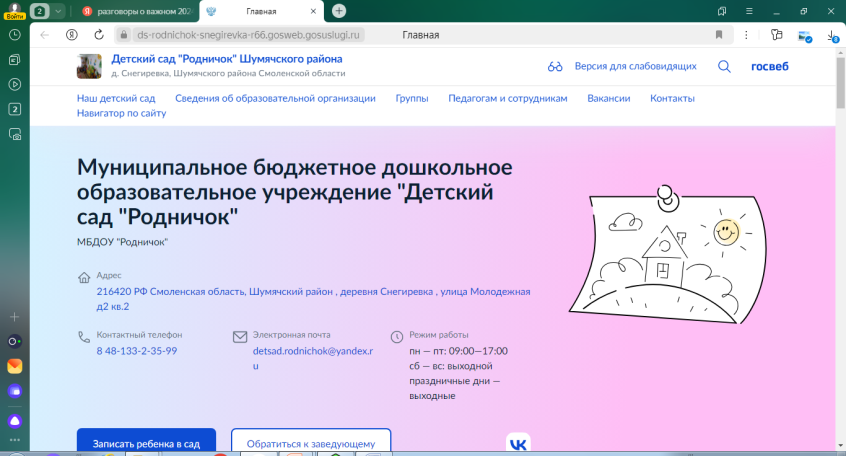 Войти
2
разговоры о важном 202
Главная
ds-rodnichok-snegirevka-r66.gosweb.gosuslugi.ru
Главная
8
2
Детский сад "Родничок" Шумячского района
д. Снегиревка, Шумячского района Смоленской области
Версия для слабовидящих
госвеб
Наш детский сад
Сведения об образовательной организации
Группы
Педагогам и сотрудникам
Вакансии
Контакты
Навигатор по сайту
Муниципальное бюджетное дошкольное
образовательное учреждение "Детский
сад "Родничок"
МБДОУ "Родничок"
Адрес
216420 РФ Смоленская область, Шумячский район , деревня Снегиревка , улица Молодежная
д2 кв.2
Контактный телефон
8 48-133-2-35-99
Электронная почта
detsad.rodnichok@yandex.r
u
Режим работы
пн — пт: 09:00—17:00
сб — вс: выходной
праздничные дни —
выходные
Записать ребенка в сад
Обратиться к заведующему